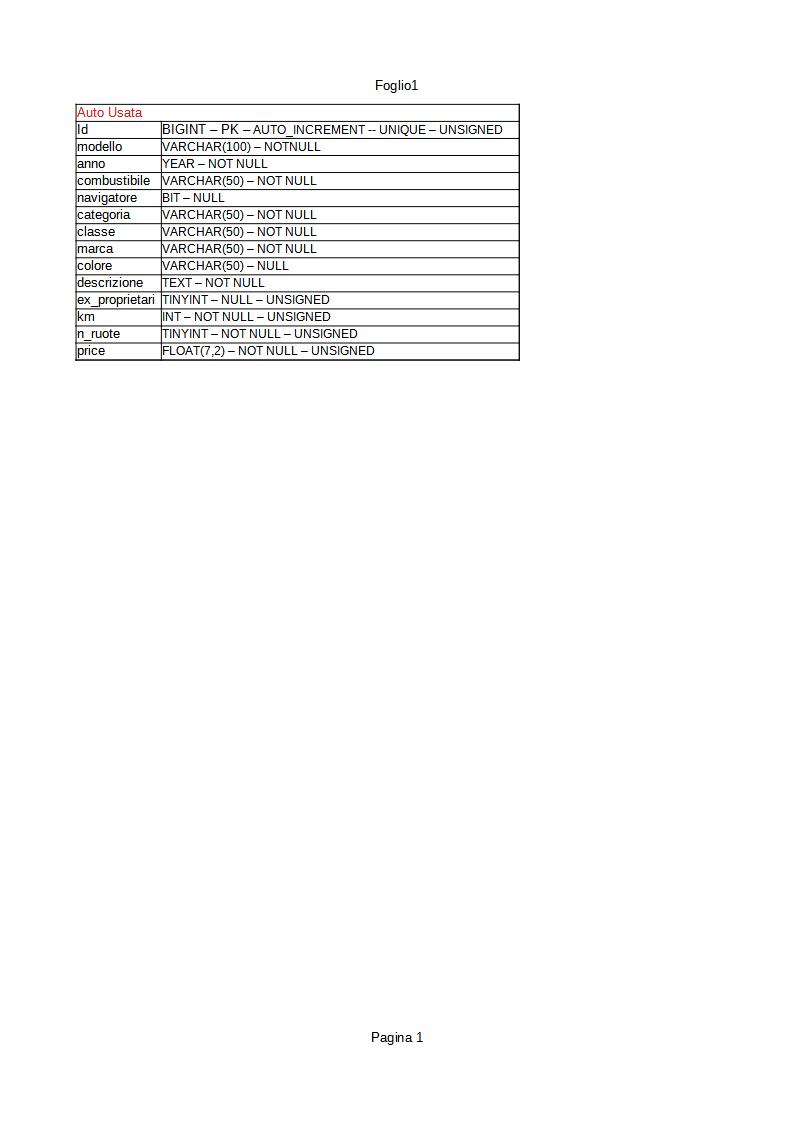 Foglio1
Auto Usata
Id BIGINT – PK – AUTO_INCREMENT -- UNIQUE – UNSIGNED
modello VARCHAR(100) – NOTNULL
anno YEAR – NOT NULL
combustibile VARCHAR(50) – NOT NULL
navigatore BIT – NULL
categoria VARCHAR(50) – NOT NULL
classe VARCHAR(50) – NOT NULL
marca VARCHAR(50) – NOT NULL
colore VARCHAR(50) – NULL
descrizione TEXT – NOT NULL
ex_proprietari TINYINT – NULL – UNSIGNED
km INT – NOT NULL – UNSIGNED
n_ruote TINYINT – NOT NULL – UNSIGNED
price FLOAT(7,2) – NOT NULL – UNSIGNED
Pagina 1